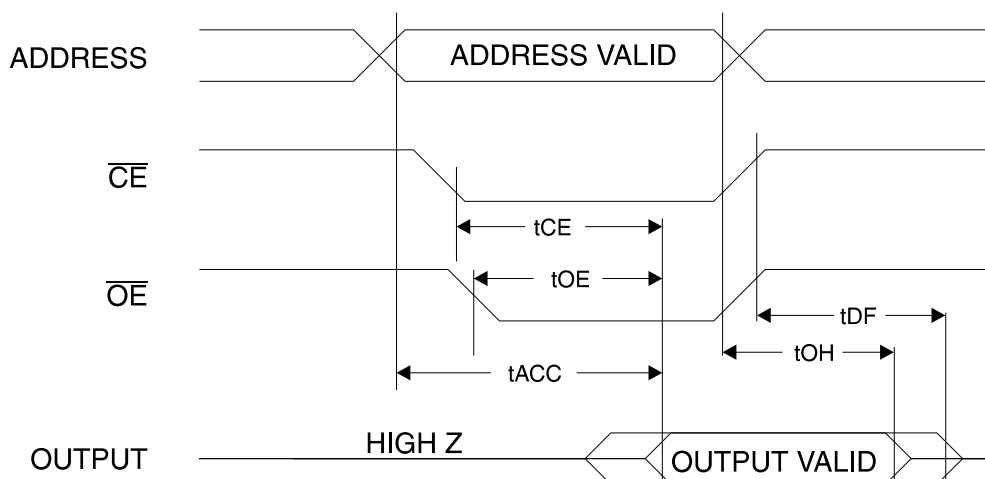 ADDRESS
ADDRESS VALID
CE
tCE
OE
tOE
tDF
tOH
tACC
OUTPUT
HIGH Z
OUTPUT VALID